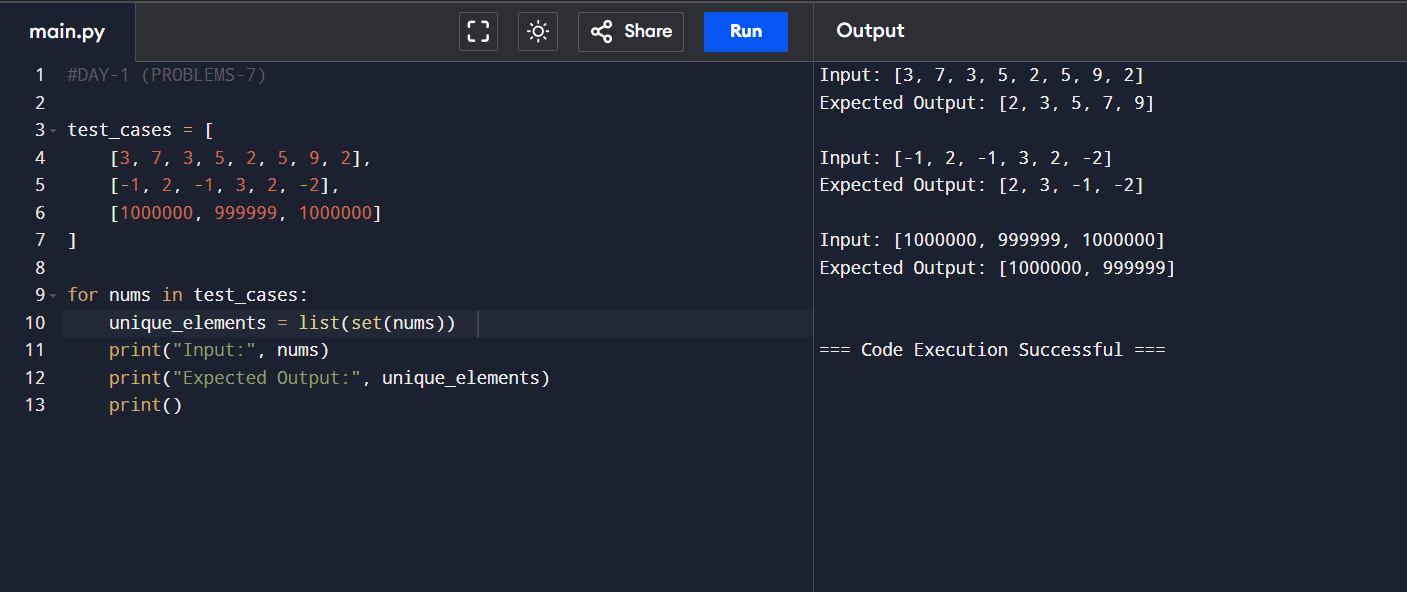 main.py
Share
Run
Output
1 #DAY-1 (PROBLEMS-7)
2
3 test_cases = [
4     [3, 7, 3, 5, 2, 5, 9, 2],
5     [-1, 2, -1, 3, 2, -2],
6     [1000000, 999999, 1000000]
7 ]
8
9 for nums in test_cases:
10     unique_elements = list(set(nums))
11     print("Input:", nums)
12     print("Expected Output:", unique_elements)
13     print()
Input: [3, 7, 3, 5, 2, 5, 9, 2]
Expected Output: [2, 3, 5, 7, 9]
Input: [-1, 2, -1, 3, 2, -2]
Expected Output: [2, 3, -1, -2]
Input: [1000000, 999999, 1000000]
Expected Output: [1000000, 999999]
=== Code Execution Successful ===